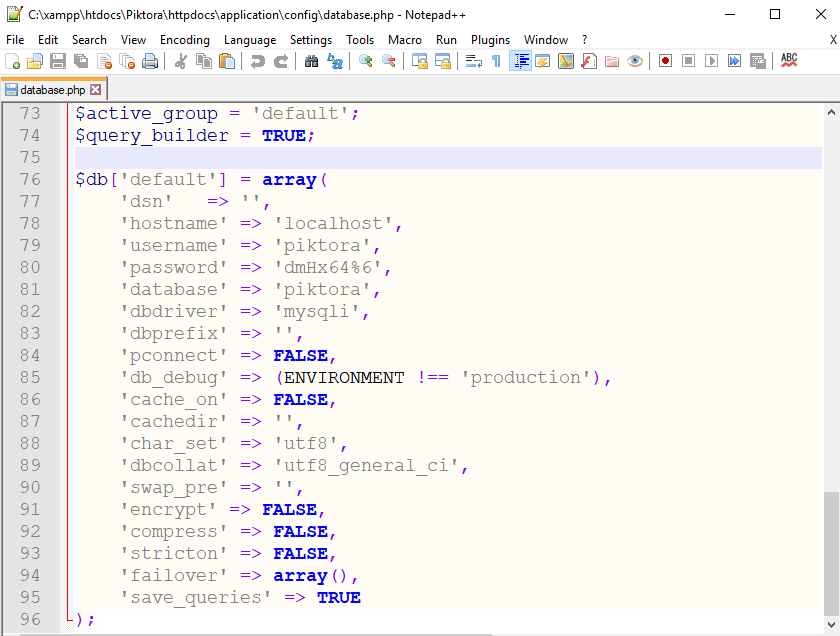 C:\xampp\htdocs\Piktora\httpdocs\application\config\database.php - Notepad++
File Edit Search View Encoding Language Settings Tools Macro Run Plugins Window ? X
ABC
database.php
73 $active_group = 'default';
74 $query_builder = TRUE;
75
76 $db['default'] = array(
77 'dsn' => '',
78 'hostname' => 'localhost',
79 'username' => 'piktora',
80 'password' => 'dmHx64%6',
81 'database' => 'piktora',
82 'dbdriver' => 'mysqli',
83 'dbprefix' => '',
84 'pconnect' => FALSE,
85 'db_debug' => (ENVIRONMENT !== 'production'),
86 'cache_on' => FALSE,
87 'cachedir' => '',
88 'char_set' => 'utf8',
89 'dbcollat' => 'utf8_general_ci',
90 'swap_pre' => '',
91 'encrypt' => FALSE,
92 'compress' => FALSE,
93 'stricton' => FALSE,
94 'failover' => array(),
95 'save_queries' => TRUE
96 );